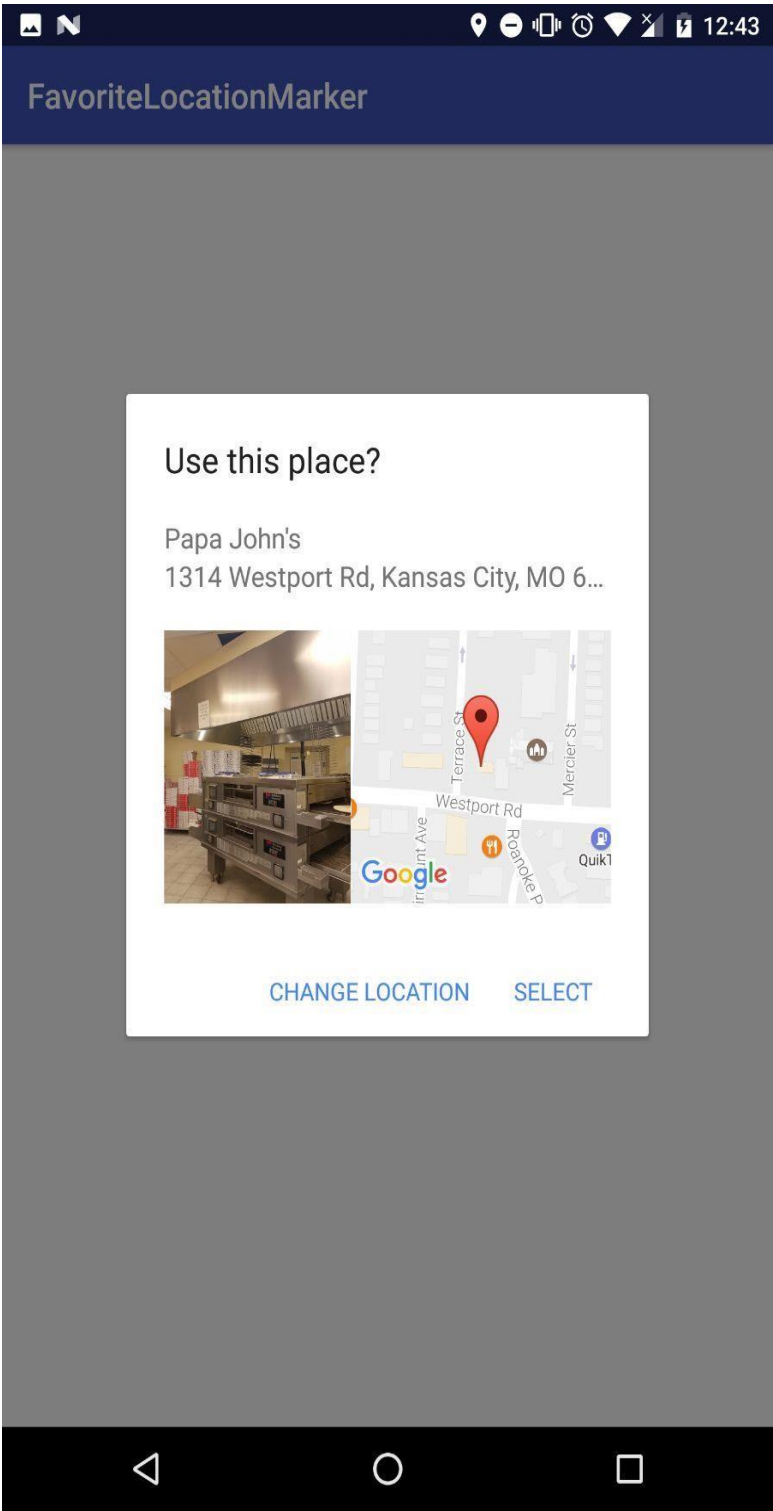 12:43
FavoriteLocationMarker
Use this place?
Papa John's
1314 Westport Rd, Kansas City, MO 6...
Terrace St
Mercier St
Westport Rd
Roanoke P
QuikT
Google
CHANGE LOCATION
SELECT